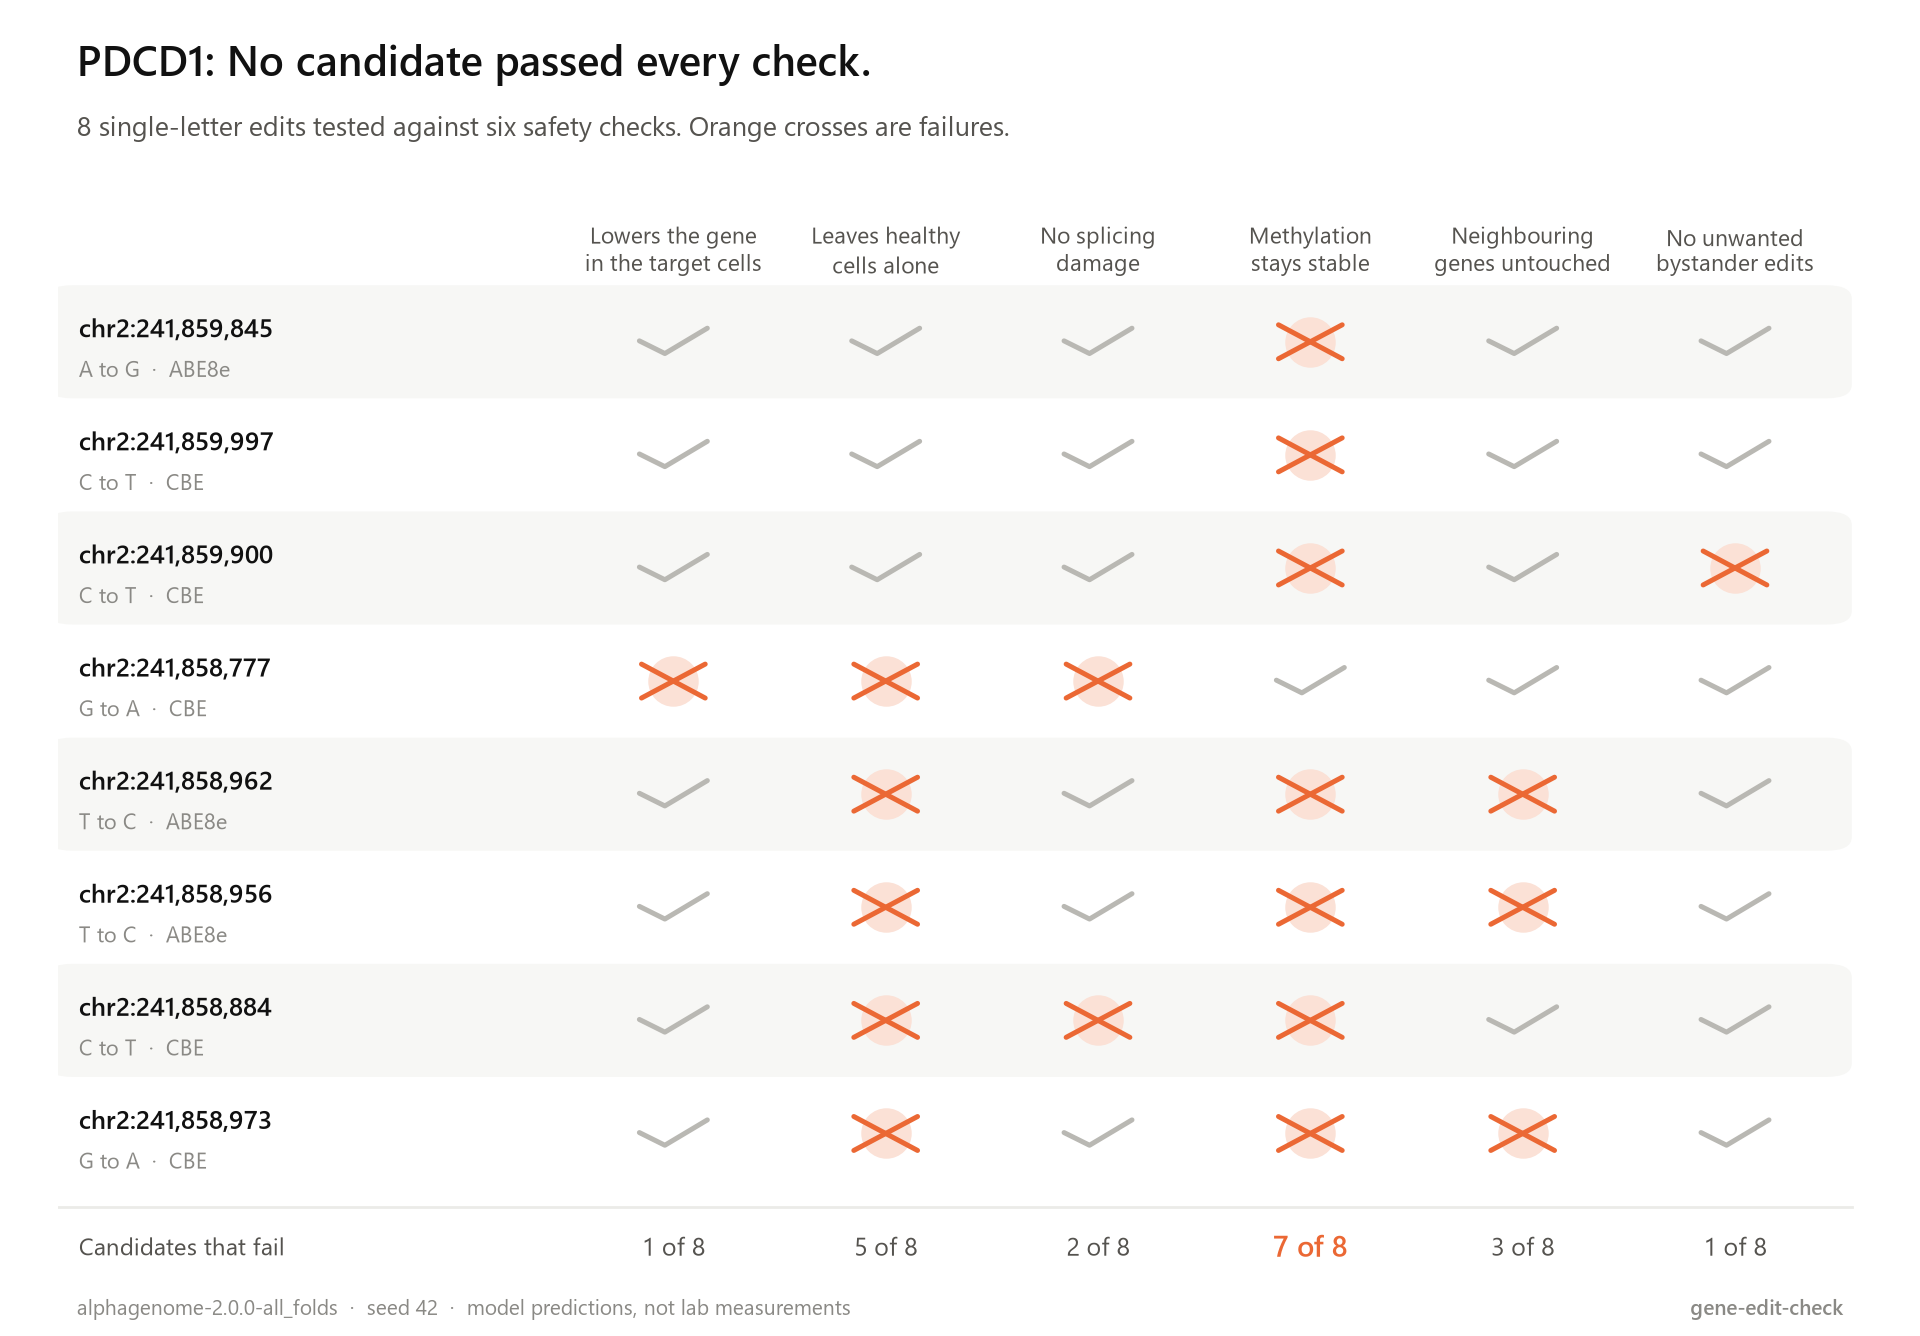 PDCD1: No candidate passed every check.
8 single-letter edits tested against six safety checks. Orange crosses are failures.
Lowers the gene
in the target cells
Leaves healthy
cells alone
No splicing
damage
Methylation
stays stable
Neighbouring
genes untouched
No unwanted
bystander edits
chr2:241,859,845
A to G · ABE8e
chr2:241,859,997
C to T · CBE
chr2:241,859,900
C to T · CBE
chr2:241,858,777
G to A · CBE
chr2:241,858,962
T to C · ABE8e
chr2:241,858,956
T to C · ABE8e
chr2:241,858,884
C to T · CBE
chr2:241,858,973
G to A · CBE
Candidates that fail 1 of 8 5 of 8 2 of 8 7 of 8 3 of 8 1 of 8
alphagenome-2.0.0-all_folds · seed 42 · model predictions, not lab measurements
gene-edit-check